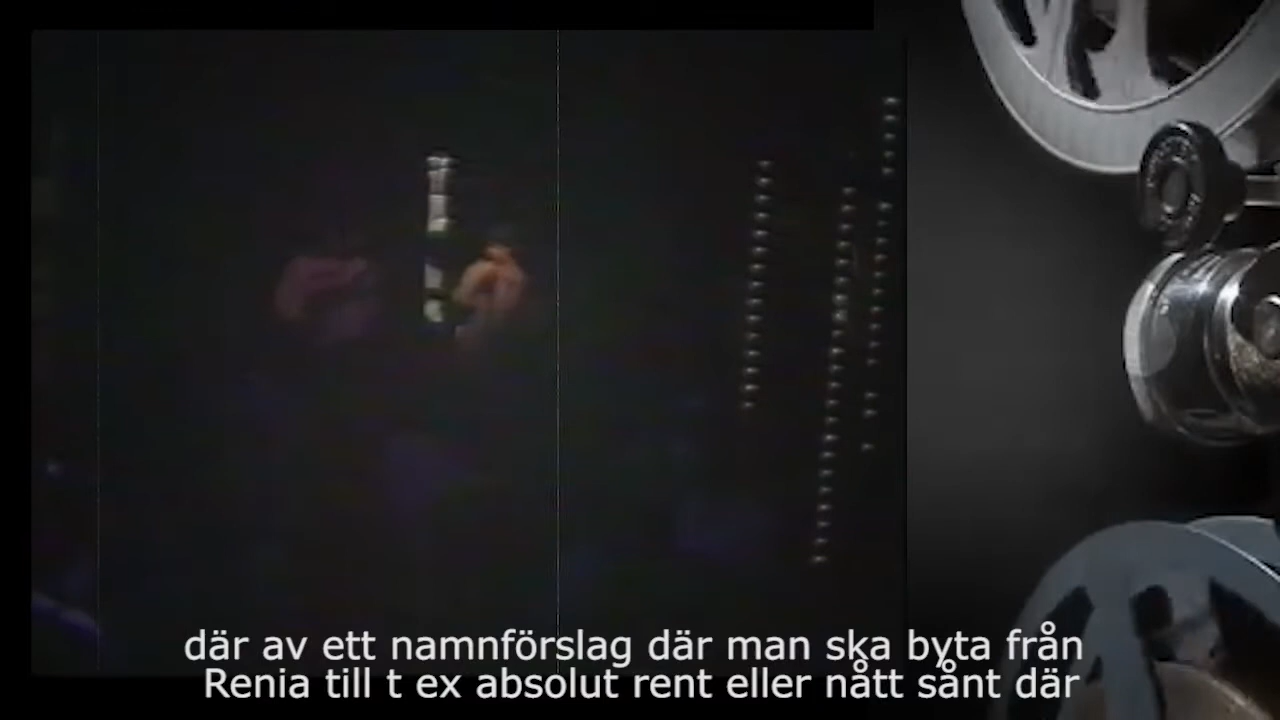 där av ett namnförslag där man ska byta från
Renia till t ex absolut rent eller nått sånt där